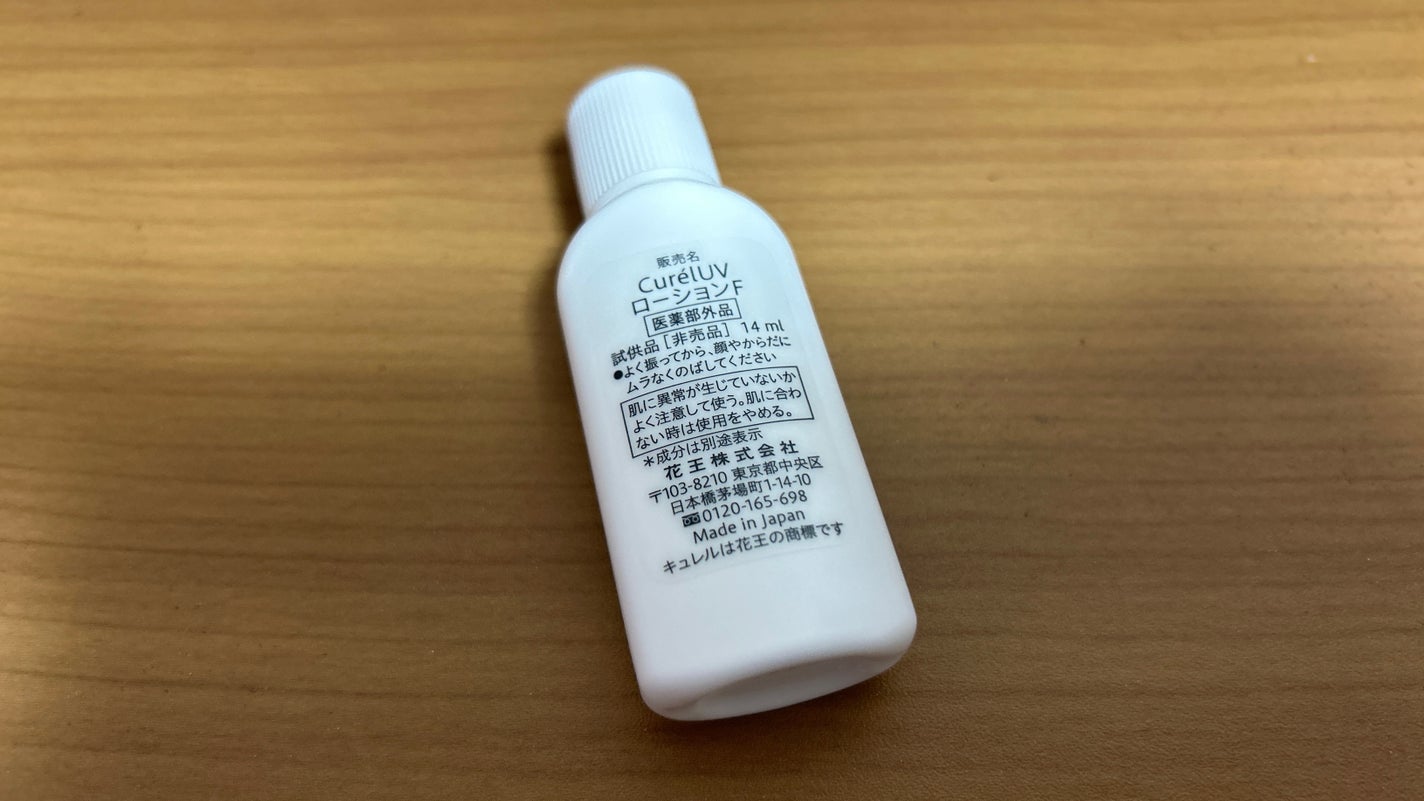 販売名
CurélUV
ローションF
医薬部外品
試供品［非売品］ 14 ml
●よく振ってから、顔やからだに
ムラなくのばしてください
肌に異常が生じていないか
よく注意して使う。肌に合わ
ない時は使用をやめる。
＊成分は別途表示
花王株式会社
〒103-8210 東京都中央区
日本橋茅場町1-14-10
0120-165-698
Made in Japan
キュレルは花王の商標です